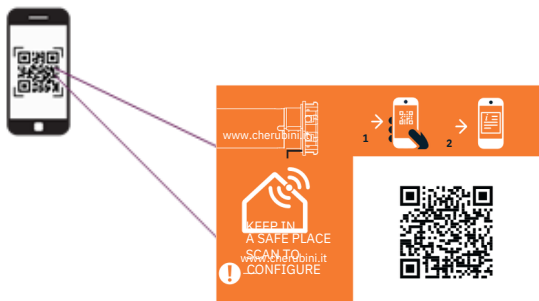 www.cherubini.it
1
2
KEEP IN
A SAFE PLACE
SCAN TO
www.cherubini.it
CONFIGURE
!